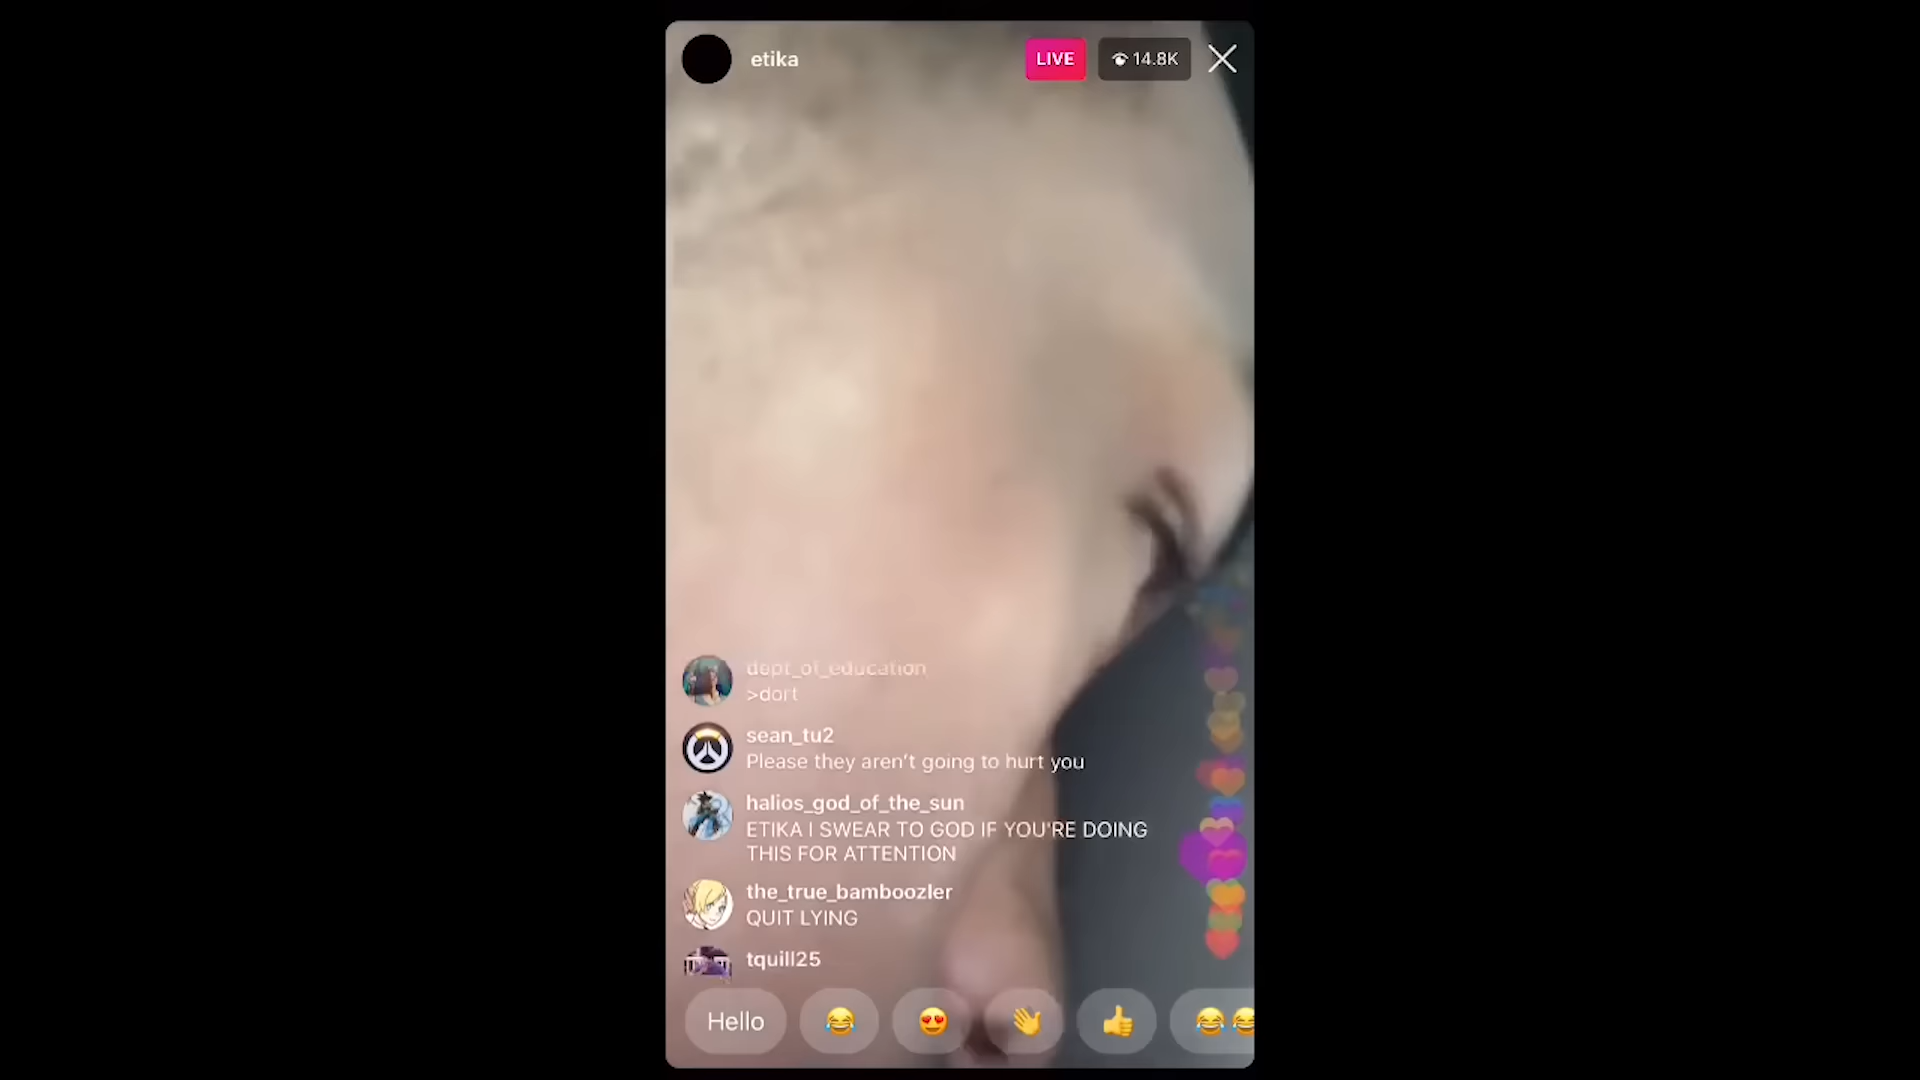 etika
LIVE
14.8K
dept_of_education
>dort
sean_tu2
Please they aren't going to hurt you
halios_god_of_the_sun
ETIKA I SWEAR TO GOD IF YOU'RE DOING
THIS FOR ATTENTION
the_true_bamboozler
QUIT LYING
tquill25
Hello